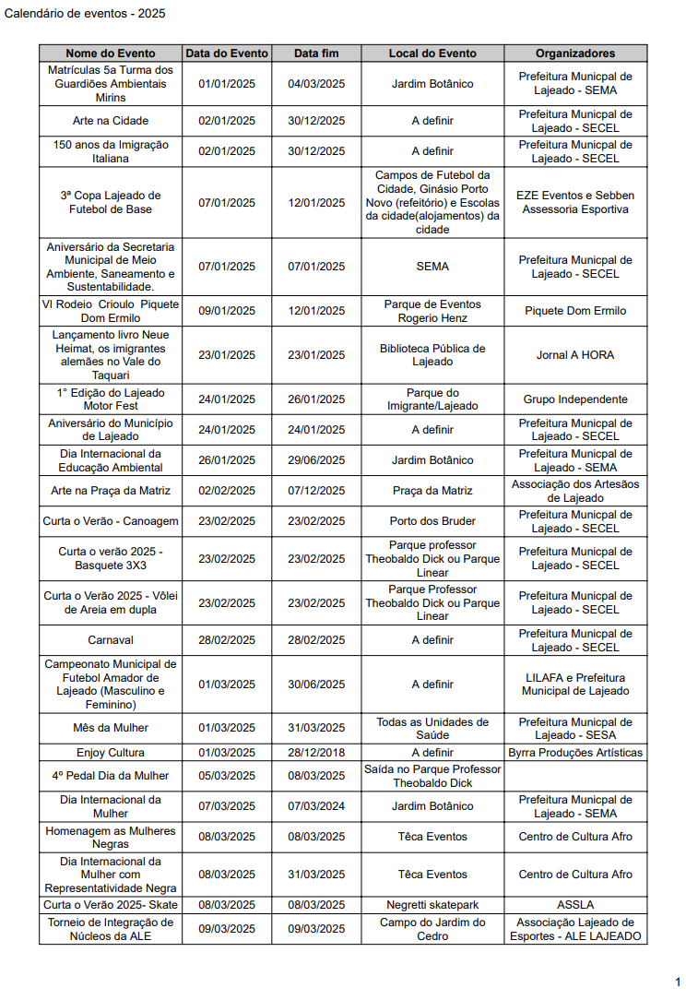 Calendário de eventos - 2025
Nome do Evento Data do Evento Data fim Local do Evento Organizadores
Matrículas 5a Turma dos
Guardiões Ambientais
Mirins
01/01/2025 04/03/2025 Jardim Botânico
Prefeitura Municpal de
Lajeado - SEMA
Arte na Cidade 02/01/2025 30/12/2025 A definir
Prefeitura Municpal de
Lajeado - SECEL
150 anos da Imigração
Italiana
02/01/2025 30/12/2025 A definir
Prefeitura Municpal de
Lajeado - SECEL
3ª Copa Lajeado de
Futebol de Base
07/01/2025 12/01/2025
Campos de Futebol da
Cidade, Ginásio Porto
Novo (refeitório) e Escolas
da cidade(alojamentos) da
cidade
EZE Eventos e Sebben
Assessoria Esportiva
Aniversário da Secretaria
Municipal de Meio
Ambiente, Saneamento e
Sustentabilidade.
07/01/2025 07/01/2025 SEMA
Prefeitura Municpal de
Lajeado - SECEL
VI Rodeio Crioulo Piquete
Dom Ermilo
09/01/2025 12/01/2025
Parque de Eventos
Rogerio Henz
Piquete Dom Ermilo
Lançamento livro Neue
Heimat, os imigrantes
alemães no Vale do
Taquari
23/01/2025 23/01/2025
Biblioteca Pública de
Lajeado
Jornal A HORA
1° Edição do Lajeado
Motor Fest
24/01/2025 26/01/2025
Parque do
Imigrante/Lajeado
Grupo Independente
Aniversário do Município
de Lajeado
24/01/2025 24/01/2025 A definir
Prefeitura Municpal de
Lajeado - SECEL
Dia Internacional da
Educação Ambiental
26/01/2025 29/06/2025 Jardim Botânico
Prefeitura Municpal de
Lajeado - SEMA
Arte na Praça da Matriz 02/02/2025 07/12/2025 Praça da Matriz
Associação dos Artesãos
de Lajeado
Curta o Verão - Canoagem 23/02/2025 23/02/2025 Porto dos Bruder
Prefeitura Municpal de
Lajeado - SECEL
Curta o verão 2025 -
Basquete 3X3
23/02/2025 23/02/2025
Parque professor
Theobaldo Dick ou Parque
Linear
Prefeitura Municpal de
Lajeado - SECEL
Curta o Verão 2025 - Vôlei
de Areia em dupla
23/02/2025 23/02/2025
Parque Professor
Theobaldo Dick ou Parque
Linear
Prefeitura Municpal de
Lajeado - SECEL
Carnaval 28/02/2025 28/02/2025 A definir
Prefeitura Municpal de
Lajeado - SECEL
Campeonato Municipal de
Futebol Amador de
Lajeado (Masculino e
Feminino)
01/03/2025 30/06/2025 A definir
LILAFA e Prefeitura
Municipal de Lajeado
Mês da Mulher 01/03/2025 31/03/2025
Todas as Unidades de
Saúde
Prefeitura Municpal de
Lajeado - SESA
Enjoy Cultura 01/03/2025 28/12/2018 A definir Byrra Produções Artísticas
4º Pedal Dia da Mulher 05/03/2025 08/03/2025
Saída no Parque Professor
Theobaldo Dick
Dia Internacional da
Mulher
07/03/2025 07/03/2024 Jardim Botânico
Prefeitura Municpal de
Lajeado - SEMA
Homenagem as Mulheres
Negras
08/03/2025 08/03/2025 Têca Eventos Centro de Cultura Afro
Dia Internacional da
Mulher com
Representatividade Negra
08/03/2025 31/03/2025 Têca Eventos Centro de Cultura Afro
Curta o Verão 2025- Skate 08/03/2025 08/03/2025 Negretti skatepark ASSLA
Torneio de Integração de
Núcleos da ALE
09/03/2025 09/03/2025
Campo do Jardim do
Cedro
Associação Lajeado de
Esportes - ALE LAJEADO
1